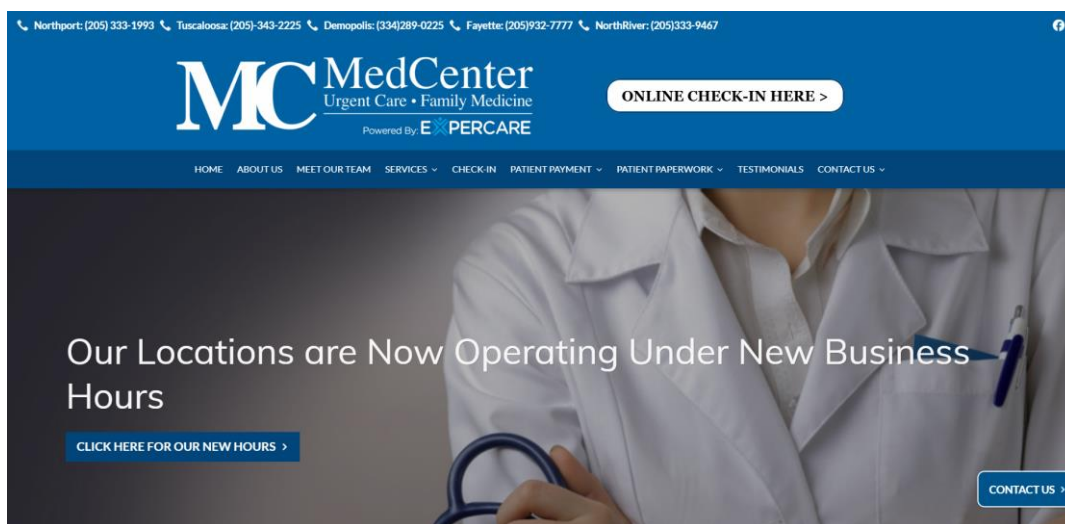 Northport: (205) 333-1993 Tuscaloosa: (205)-343-2225 Demopolis: (334)289-0225 Fayette: (205)932-7777 NorthRiver: (205)333-9467
MC MedCenter
Urgent Care • Family Medicine
Powered By: EXPERCARE
ONLINE CHECK-IN HERE >
HOME ABOUT US MEET OUR TEAM SERVICES CHECK-IN PATIENT PAYMENT PATIENT PAPERWORK TESTIMONIALS CONTACT US
Our Locations are Now Operating Under New Business
Hours
CLICK HERE FOR OUR NEW HOURS >
CONTACT US >